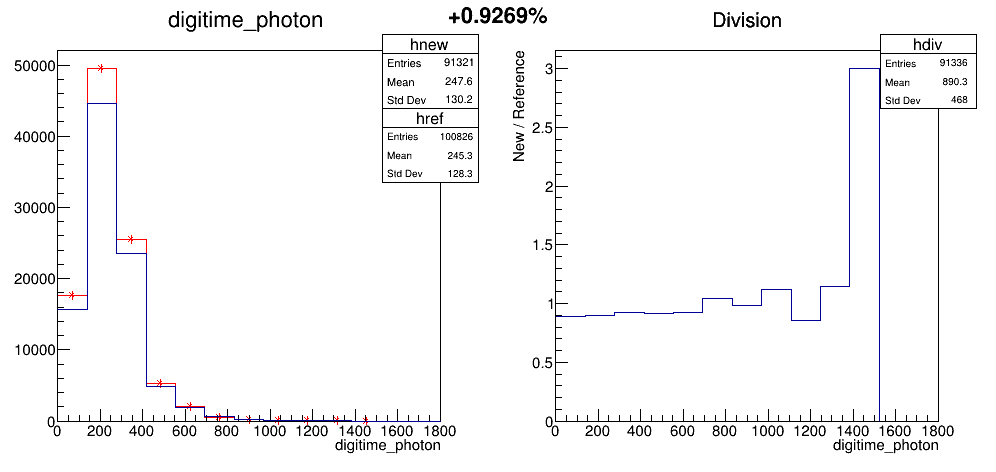 digitime_photon
+0.9269%
Division
hnew
Entries 91321
Mean 247.6
Std Dev 130.2
href
Entries 100826
Mean 245.3
Std Dev 128.3
50000
40000
30000
20000
10000
0
0 200 400 600 800 1000 1200 1400 1600 1800
digitime_photon
hdiv
Entries 91336
Mean 890.3
Std Dev 468
New / Reference
3
2.5
2
1.5
1
0.5
0
0 200 400 600 800 1000 1200 1400 1600 1800
digitime_photon